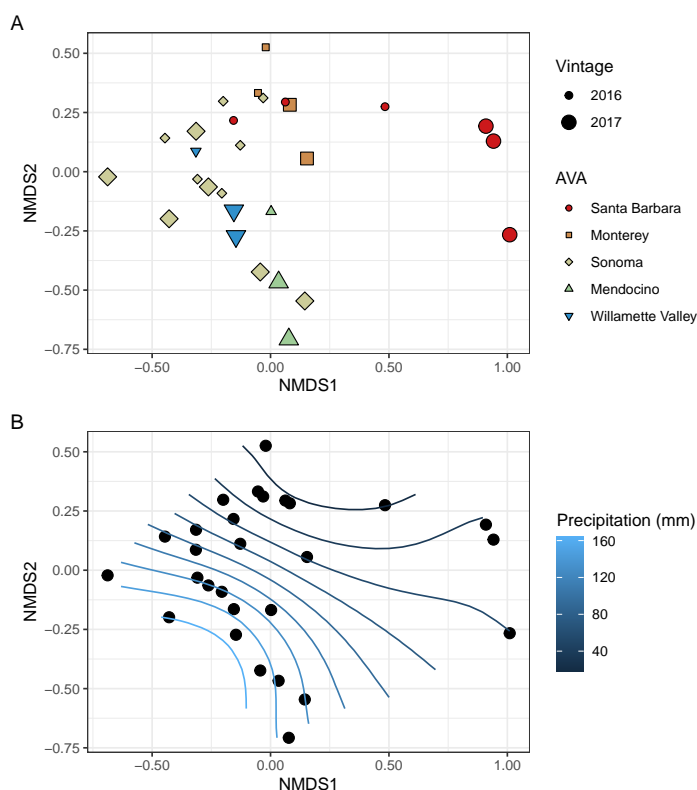 A
0.50
0.25
0.00
−0.25
−0.50
−0.75
NMDS2
−0.50 0.00 0.50 1.00
NMDS1
Vintage
2016
2017
AVA
Santa Barbara
Monterey
Sonoma
Mendocino
Willamette Valley
B
0.50
0.25
0.00
−0.25
−0.50
−0.75
NMDS2
−0.50 0.00 0.50 1.00
NMDS1
Precipitation (mm)
160
120
80
40